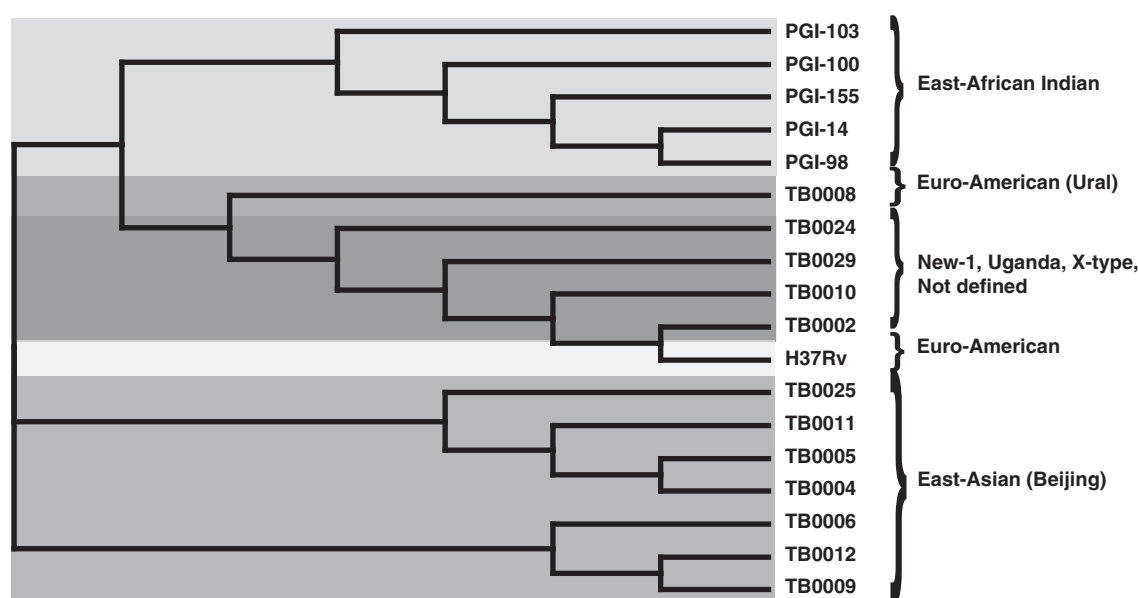 PGI-103
PGI-100
PGI-155
PGI-14
PGI-98
East-African Indian
TB0008
Euro-American (Ural)
TB0024
TB0029
TB0010
TB0002
New-1, Uganda, X-type,
Not defined
H37Rv
Euro-American
TB0025
TB0011
TB0005
TB0004
TB0006
TB0012
TB0009
East-Asian (Beijing)